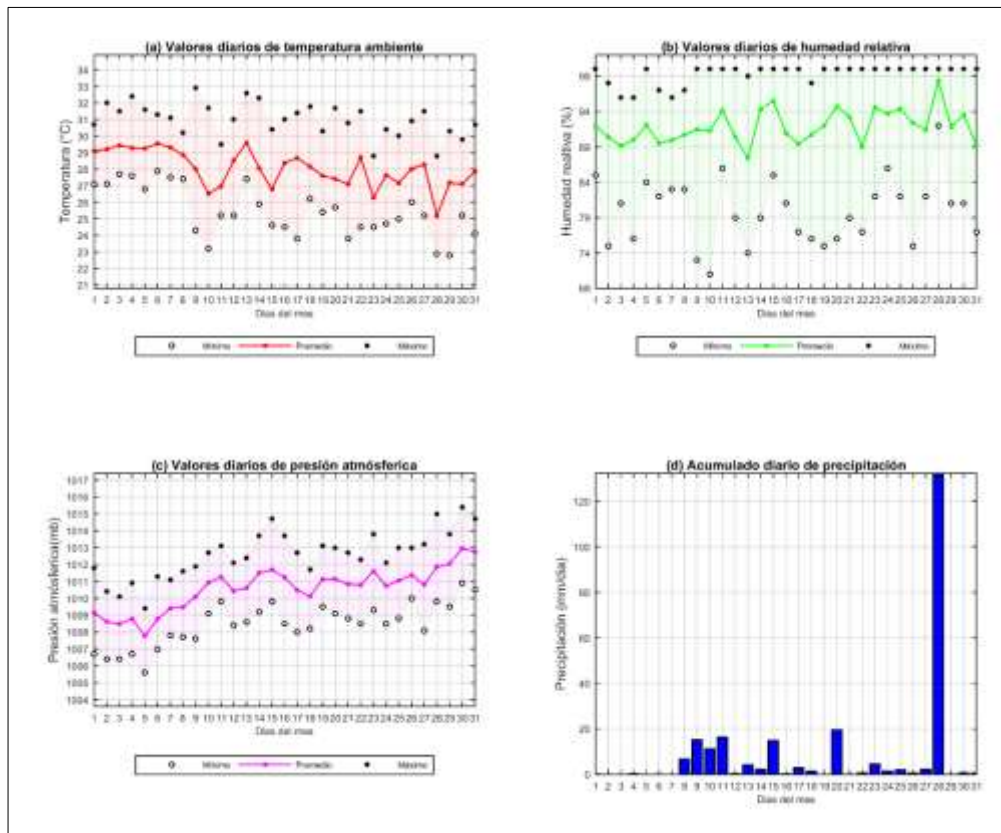 (a) Valores diarios de temperatura ambiente
Temperatura (°C)
34
33
32
31
30
29
28
27
26
25
24
23
22
21
1 2 3 4 5 6 7 8 9 10 11 12 13 14 15 16 17 18 19 20 21 22 23 24 25 26 27 28 29 30 31
Días del mes
Mínimo Promedio Máximo
(b) Valores diarios de humedad relativa
Humedad realtiva (%)
94
84
79
74
1 2 3 4 5 6 7 8 9 10 11 12 13 14 15 16 17 18 19 20 21 22 23 24 25 26 27 28 29 30 31
Días del mes
Mínimo Promedio Máximo
(c) Valores diarios de presión atmósferica
Presión atmósferica(mb)
1017
1016
1015
1014
1013
1012
1011
1010
1009
1008
1007
1006
1005
1004
1 2 3 4 5 6 7 8 9 10 11 12 13 14 15 16 17 18 19 20 21 22 23 24 25 26 27 28 29 30 31
Días del mes
Mínimo Promedio Máximo
(d) Acumulado diario de precipitación
Precipitación (mm/día)
120
100
80
60
40
20
0
1 2 3 4 5 6 7 8 9 10 11 12 13 14 15 16 17 18 19 20 21 22 23 24 25 26 27 28 29 30 31
Días del mes